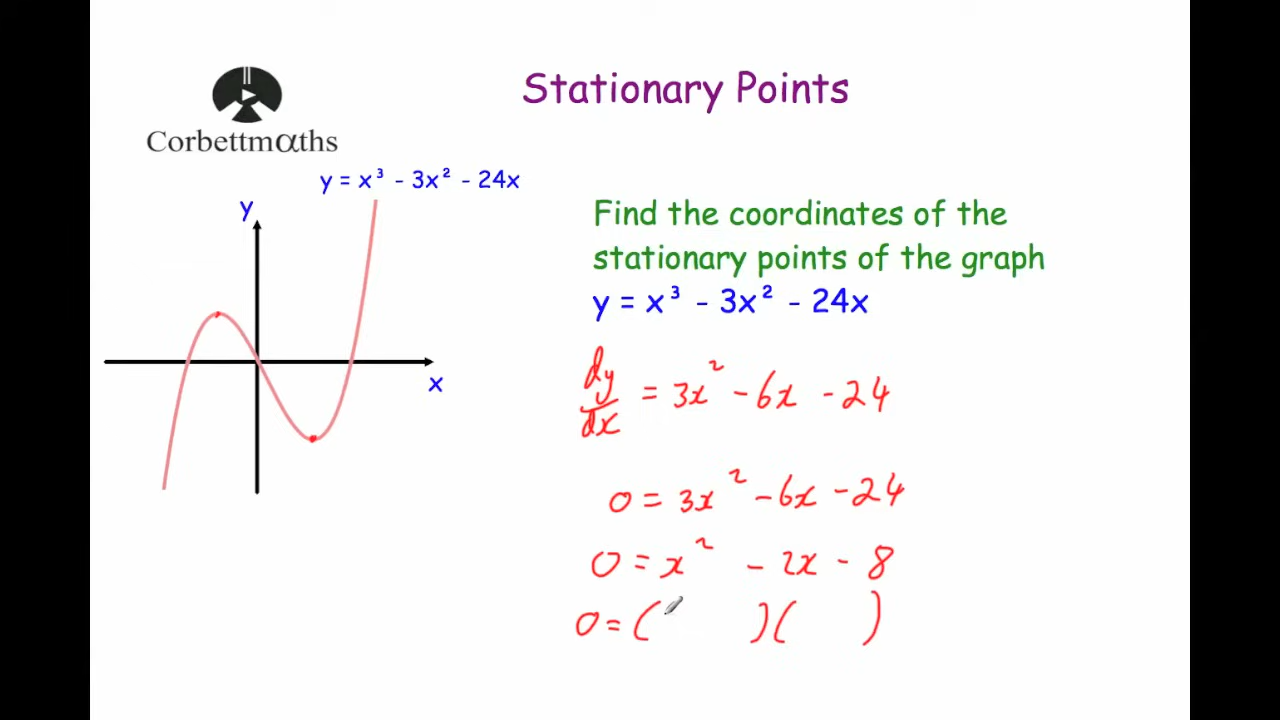 Stationary Points
Corbettmαths
y = x³ - 3x² - 24x
y
x
Find the coordinates of the
stationary points of the graph
y = x³ - 3x² - 24x
dy/dx = 3x² - 6x - 24
0 = 3x² - 6x - 24
0 = x² - 2x - 8
0 = (     )(     )